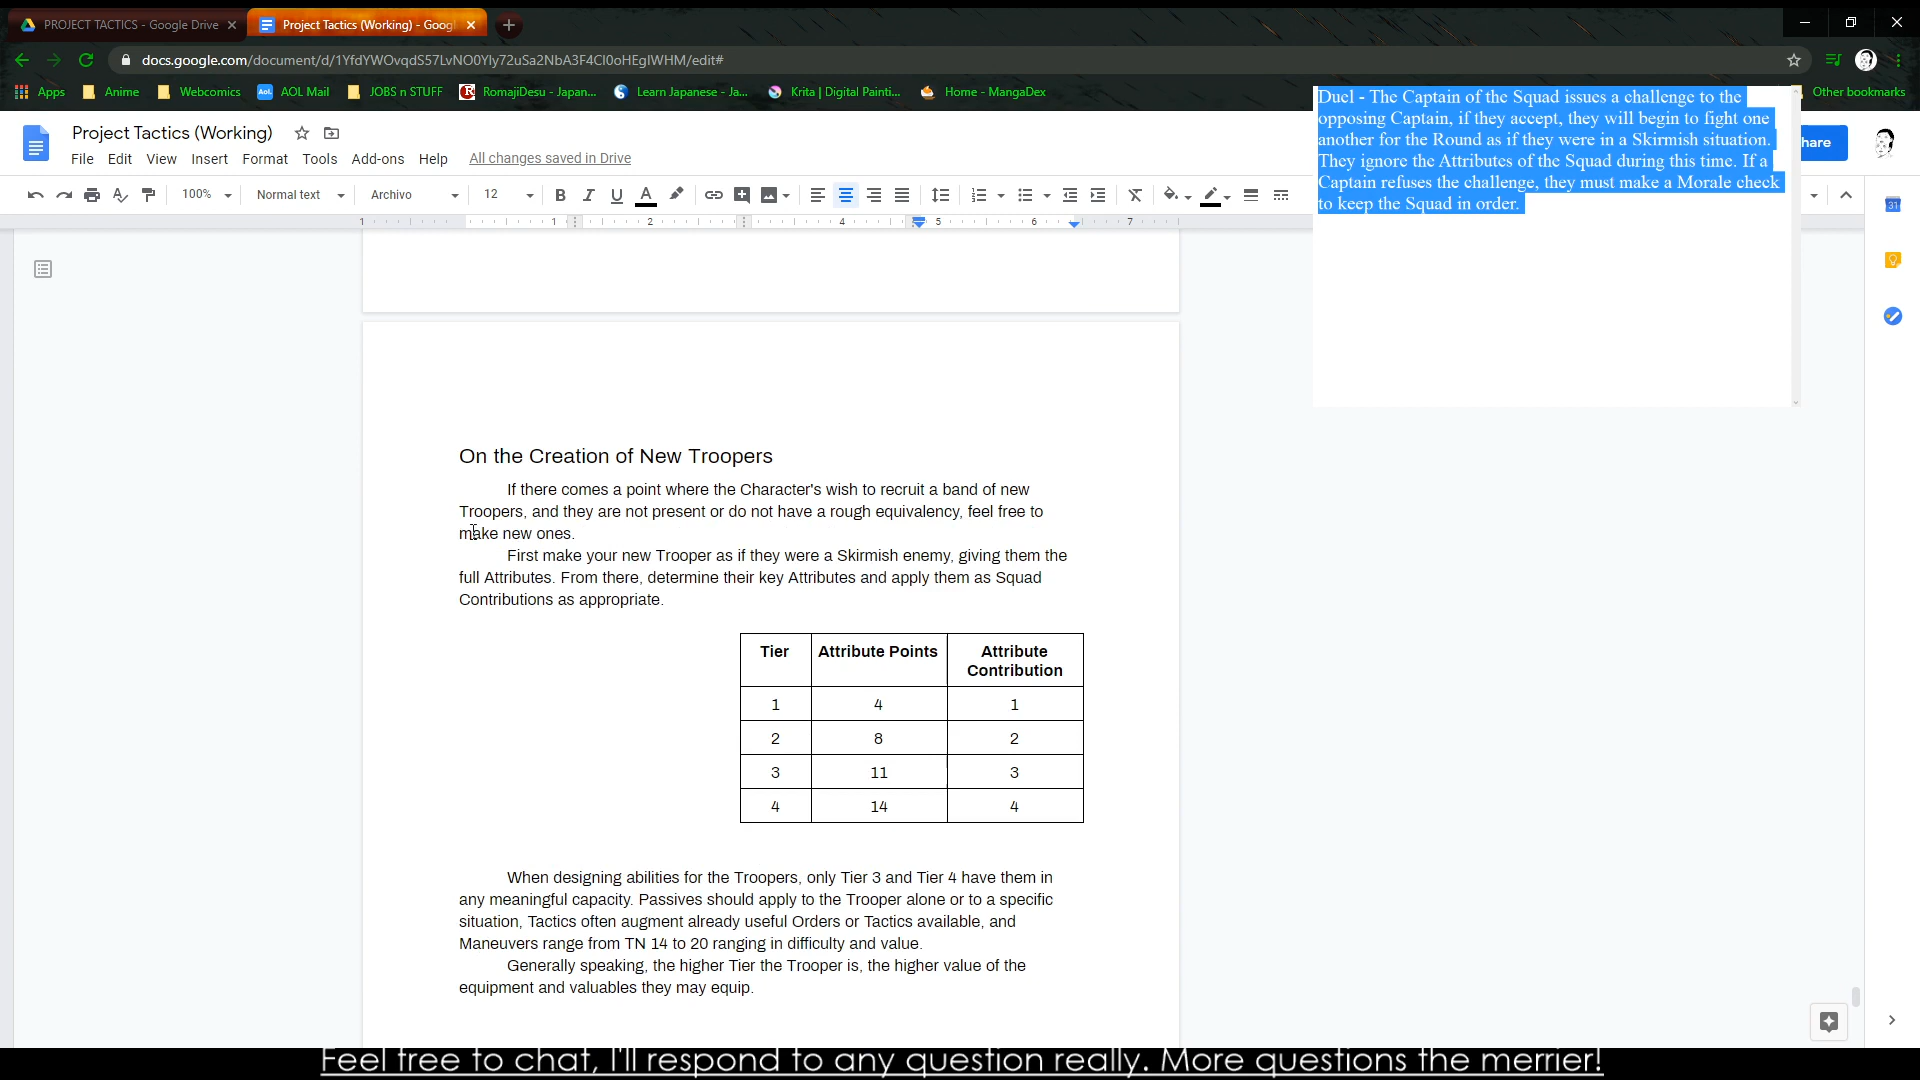 PROJECT TACTICS - Google Drive
Project Tactics (Working) - Goog
docs.google.com/document/d/1YfdYWOvqdS57LvNO0Yly72uSa2NbA3F4CI0oHEgIWHM/edit#
Apps Anime Webcomics AOL Mail JOBS n STUFF RomajiDesu - Japan... Learn Japanese - Ja... Krita | Digital Painti... Home - MangaDex Other bookmarks
Project Tactics (Working)
File Edit View Insert Format Tools Add-ons Help All changes saved in Drive
hare
100% Normal text Archivo 12
1 1 2 4 5 6 7
Duel - The Captain of the Squad issues a challenge to the
opposing Captain, if they accept, they will begin to fight one
another for the Round as if they were in a Skirmish situation.
They ignore the Attributes of the Squad during this time. If a
Captain refuses the challenge, they must make a Morale check
to keep the Squad in order.
On the Creation of New Troopers
If there comes a point where the Character's wish to recruit a band of new
Troopers, and they are not present or do not have a rough equivalency, feel free to
make new ones.
First make your new Trooper as if they were a Skirmish enemy, giving them the
full Attributes. From there, determine their key Attributes and apply them as Squad
Contributions as appropriate.
Tier Attribute Points Attribute
Contribution
1 4 1
2 8 2
3 11 3
4 14 4
When designing abilities for the Troopers, only Tier 3 and Tier 4 have them in
any meaningful capacity. Passives should apply to the Trooper alone or to a specific
situation, Tactics often augment already useful Orders or Tactics available, and
Maneuvers range from TN 14 to 20 ranging in difficulty and value.
Generally speaking, the higher Tier the Trooper is, the higher value of the
equipment and valuables they may equip.
Feel free to chat, I'll respond to any question really. More questions the merrier!